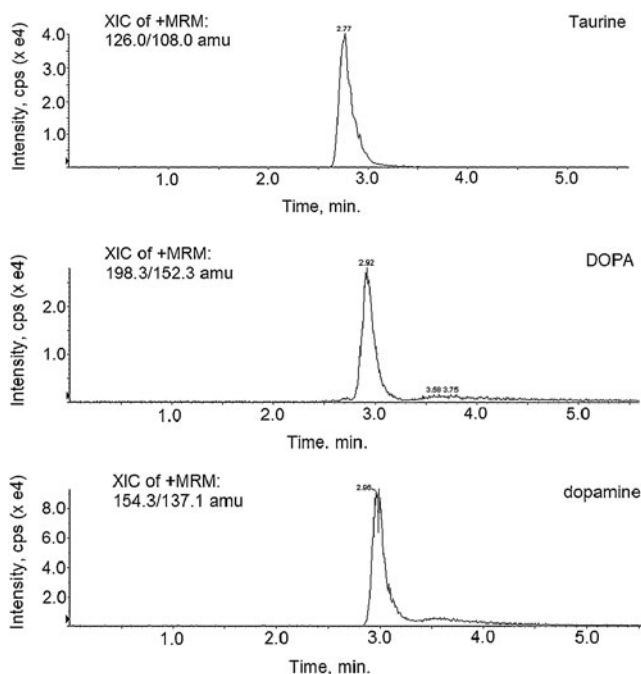 XIC of +MRM:
126.0/108.0 amu
Taurine
2.77
Intensity, cps (x e4)
4.0
3.0
2.0
1.0
1.0 2.0 3.0 4.0 5.0
Time, min.
XIC of +MRM:
198.3/152.3 amu
DOPA
2.92
Intensity, cps (x e4)
2.0
1.0
3.58 3.75
1.0 2.0 3.0 4.0 5.0
Time. min.
XIC of +MRM:
154.3/137.1 amu
dopamine
2.96
Intensity, cps (x e4)
8.0
6.0
4.0
2.0
1.0 2.0 3.0 4.0 5.0
Time, min.